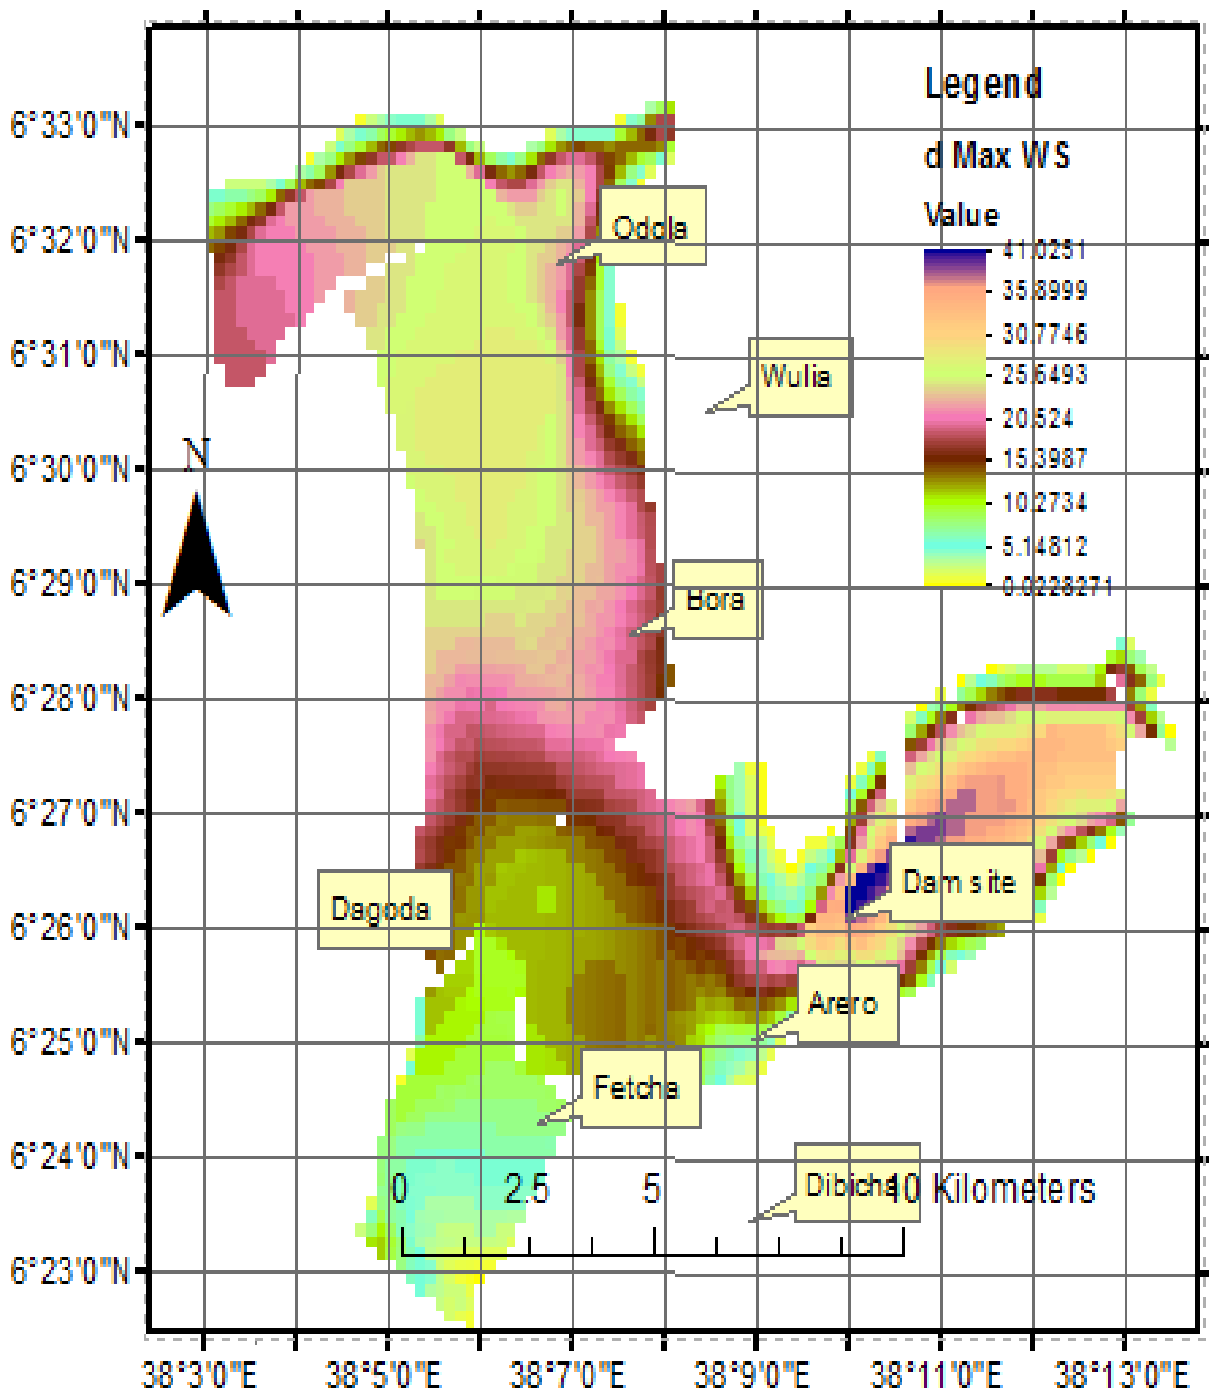 Legend
d Max WS
Value
41.0251
35.8999
30.7746
25.6493
20.524
15.3987
10.2734
5.14812
0.0228271
6°33'0"N
6°32'0"N
6°31'0"N
6°30'0"N
6°29'0"N
6°28'0"N
6°27'0"N
6°26'0"N
6°25'0"N
6°24'0"N
6°23'0"N
Odola
Wulia
N
Bora
Dam site
Dagoda
Arero
Fetcha
Dibicha
0 2.5 5 10 Kilometers
38°3'0"E 38°5'0"E 38°7'0"E 38°9'0"E 38°11'0"E 38°13'0"E